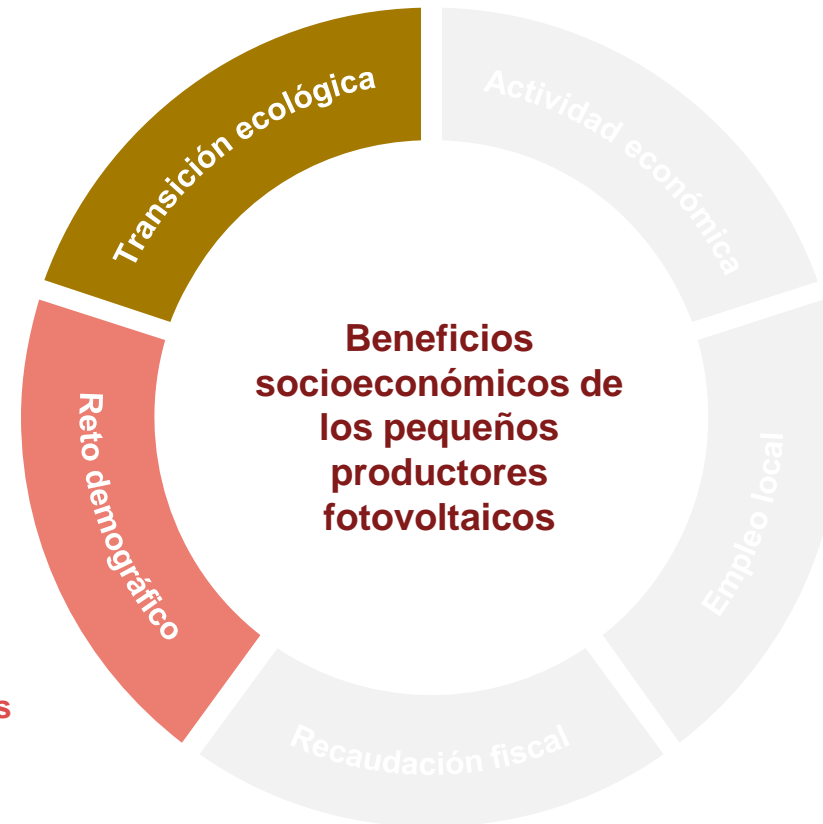 Transición ecológica
Actividad económica
Beneficios
socioeconómicos de
los pequeños
productores
fotovoltaicos
Reto demográfico
Empleo local
s
Recaudación fiscal